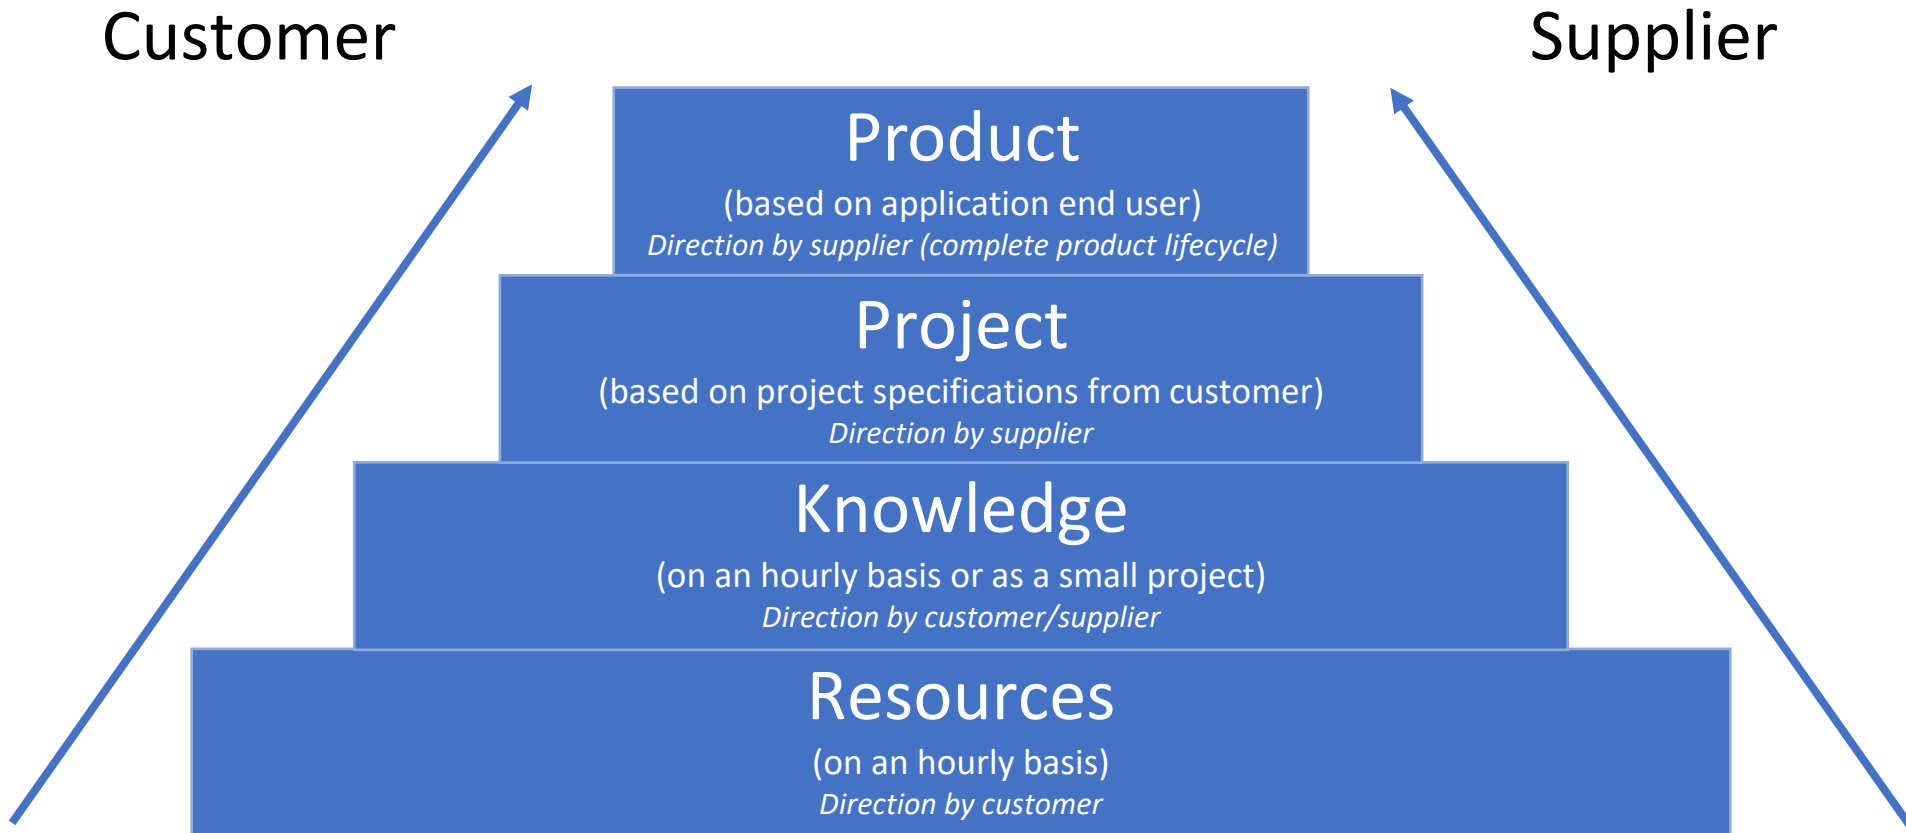 Customer
Supplier
Product
(based on application end user)
Direction by supplier (complete product lifecycle)
Project
(based on project specifications from customer)
Direction by supplier
Knowledge
(on an hourly basis or as a small project)
Direction by customer/supplier
Resources
(on an hourly basis)
Direction by customer